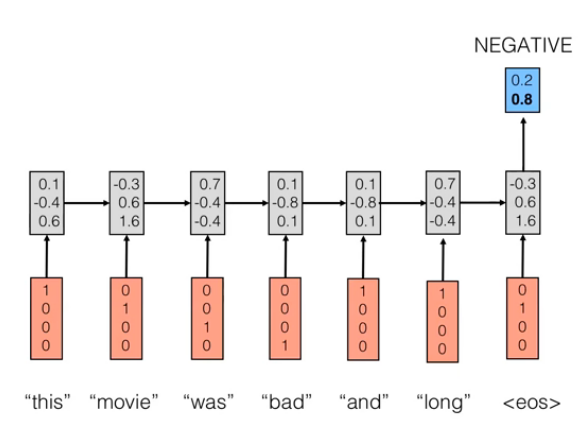 NEGATIVE
0.2
0.8
0.1 -0.3 0.7 0.1 0.1 0.7 -0.3
-0.4 0.6 -0.4 -0.8 -0.8 -0.4 0.6
0.6 1.6 -0.4 0.1 0.1 -0.4 1.6
1 0 0 0 1 1 0
0 1 0 0 0 0 1
0 0 1 0 0 0 0
0 0 0 1 0 0 0
“this” “movie” “was” “bad” “and” “long” <eos>